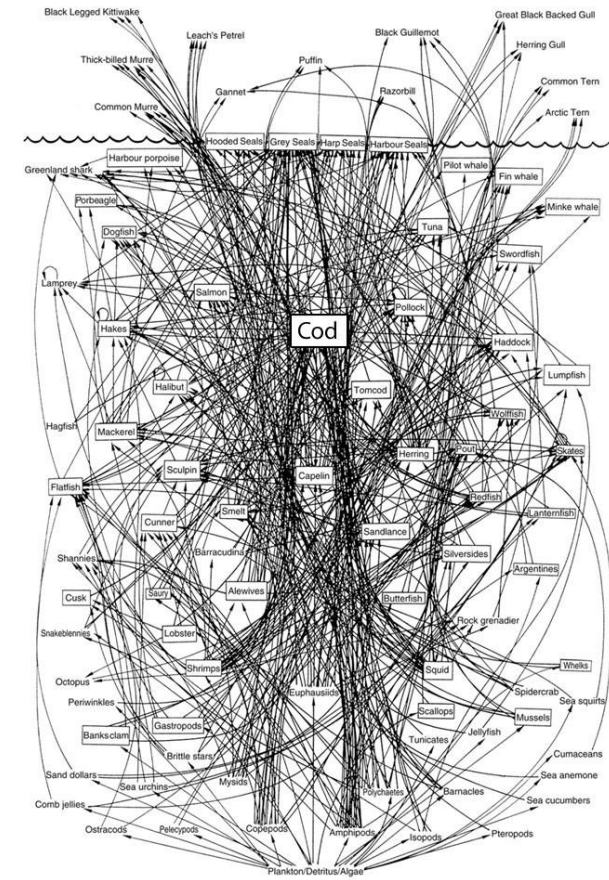 Black Legged Kittiwake
Great Black Backed Gull
Leach's Petrel
Black Guillemot
Herring Gull
Thick-billed Murre
Puffin
Common Tern
Gannet
Razorbill
Common Murre
Arctic Tern
Hooded Seals
Grey Seals
Harp Seals
Harbour Seals
Harbour porpoise
Pilot whale
Greenland shark
Fin whale
Porbeagle
Minke whale
Dogfish
Tuna
Swordfish
Lamprey
Salmon
Pollock
Hakes
Cod
Haddock
Lumpfish
Halibut
Tomcod
Wolffish
Hagfish
Mackerel
Herring
Pout
Skates
Sculpin
Capelin
Flatfish
Redfish
Smelt
Lanternfish
Cunner
Sandlance
Barracudina
Silversides
Shannies
Argentines
Cusk
Saury
Alewives
Butterfish
Rock grenadier
Snakeblennies
Lobster
Shrimps
Squid
Whelks
Octopus
Euphausiids
Spidercrab
Sea squirts
Periwinkles
Scallops
Mussels
Gastropods
Banksclam
Tunicates
Jellyfish
Brittle stars
Cumaceans
Sand dollars
Sea urchins
Mysids
Polychaetes
Barnacles
Sea anemone
Comb jellies
Sea cucumbers
Ostracods
Pelecypods
Copepods
Amphipods
Isopods
Pteropods
Plankton/Detritus/Algae